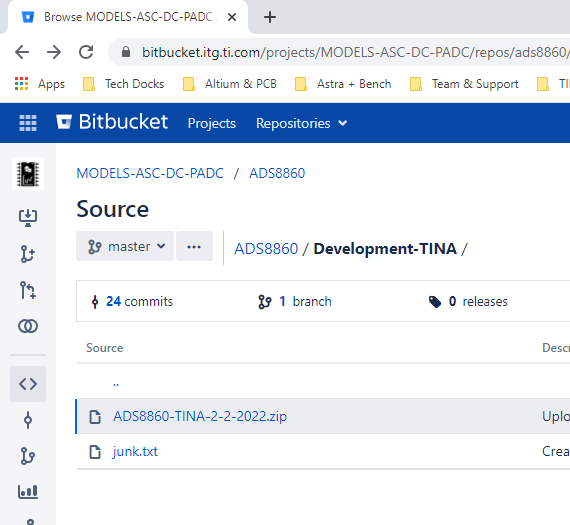 Browse MODELS-ASC-DC-PADC
bitbucket.itg.ti.com/projects/MODELS-ASC-DC-PADC/repos/ads8860/
Apps Tech Docks Altium & PCB Astra + Bench Team & Support TI
Bitbucket Projects Repositories
MODELS-ASC-DC-PADC / ADS8860
Source
master ... ADS8860 / Development-TINA /
24 commits 1 branch 0 releases
Source Descr
..
ADS8860-TINA-2-2-2022.zip Uplo
junk.txt Crea